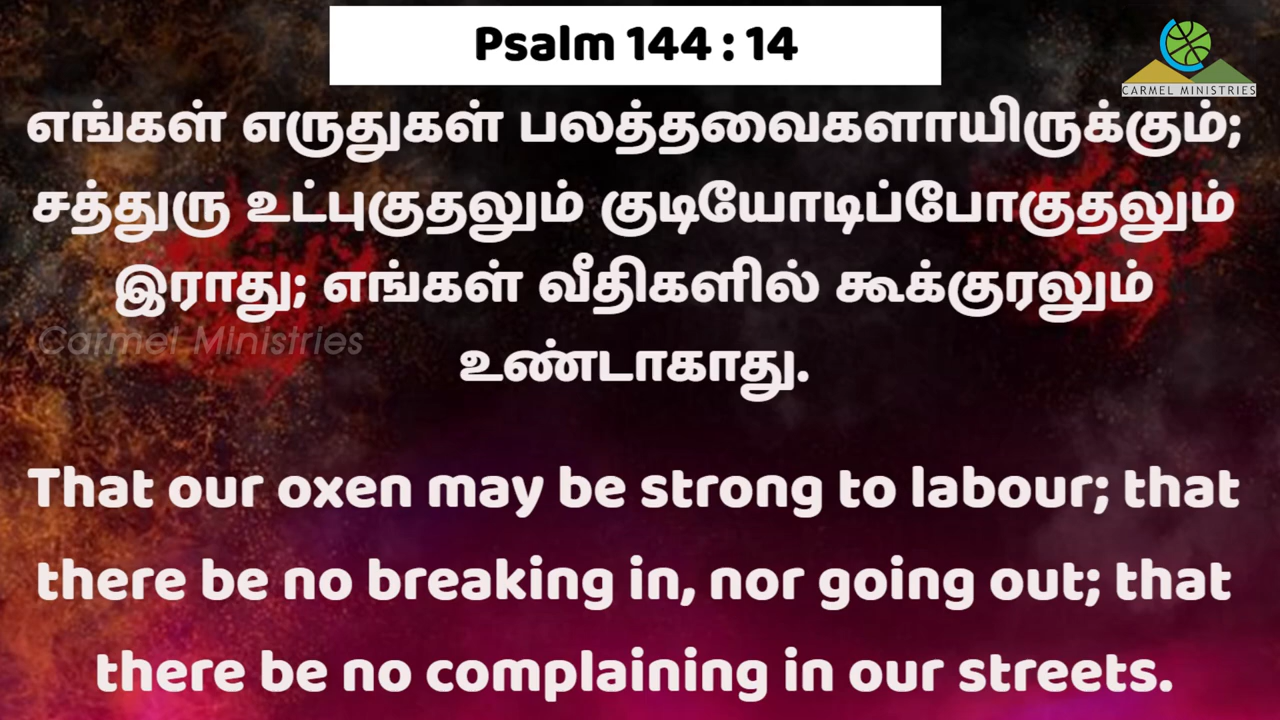 Psalm 144 : 14
CARMEL MINISTRIES
எங்கள் எருதுகள் பலத்தவைகளாயிருக்கும்;
சத்துரு உட்புகுதலும் குடியோடிப்போகுதலும்
இராது; எங்கள் வீதிகளில் கூக்குரலும்
Carmel Ministries
உண்டாகாது.
That our oxen may be strong to labour; that
there be no breaking in, nor going out; that
there be no complaining in our streets.